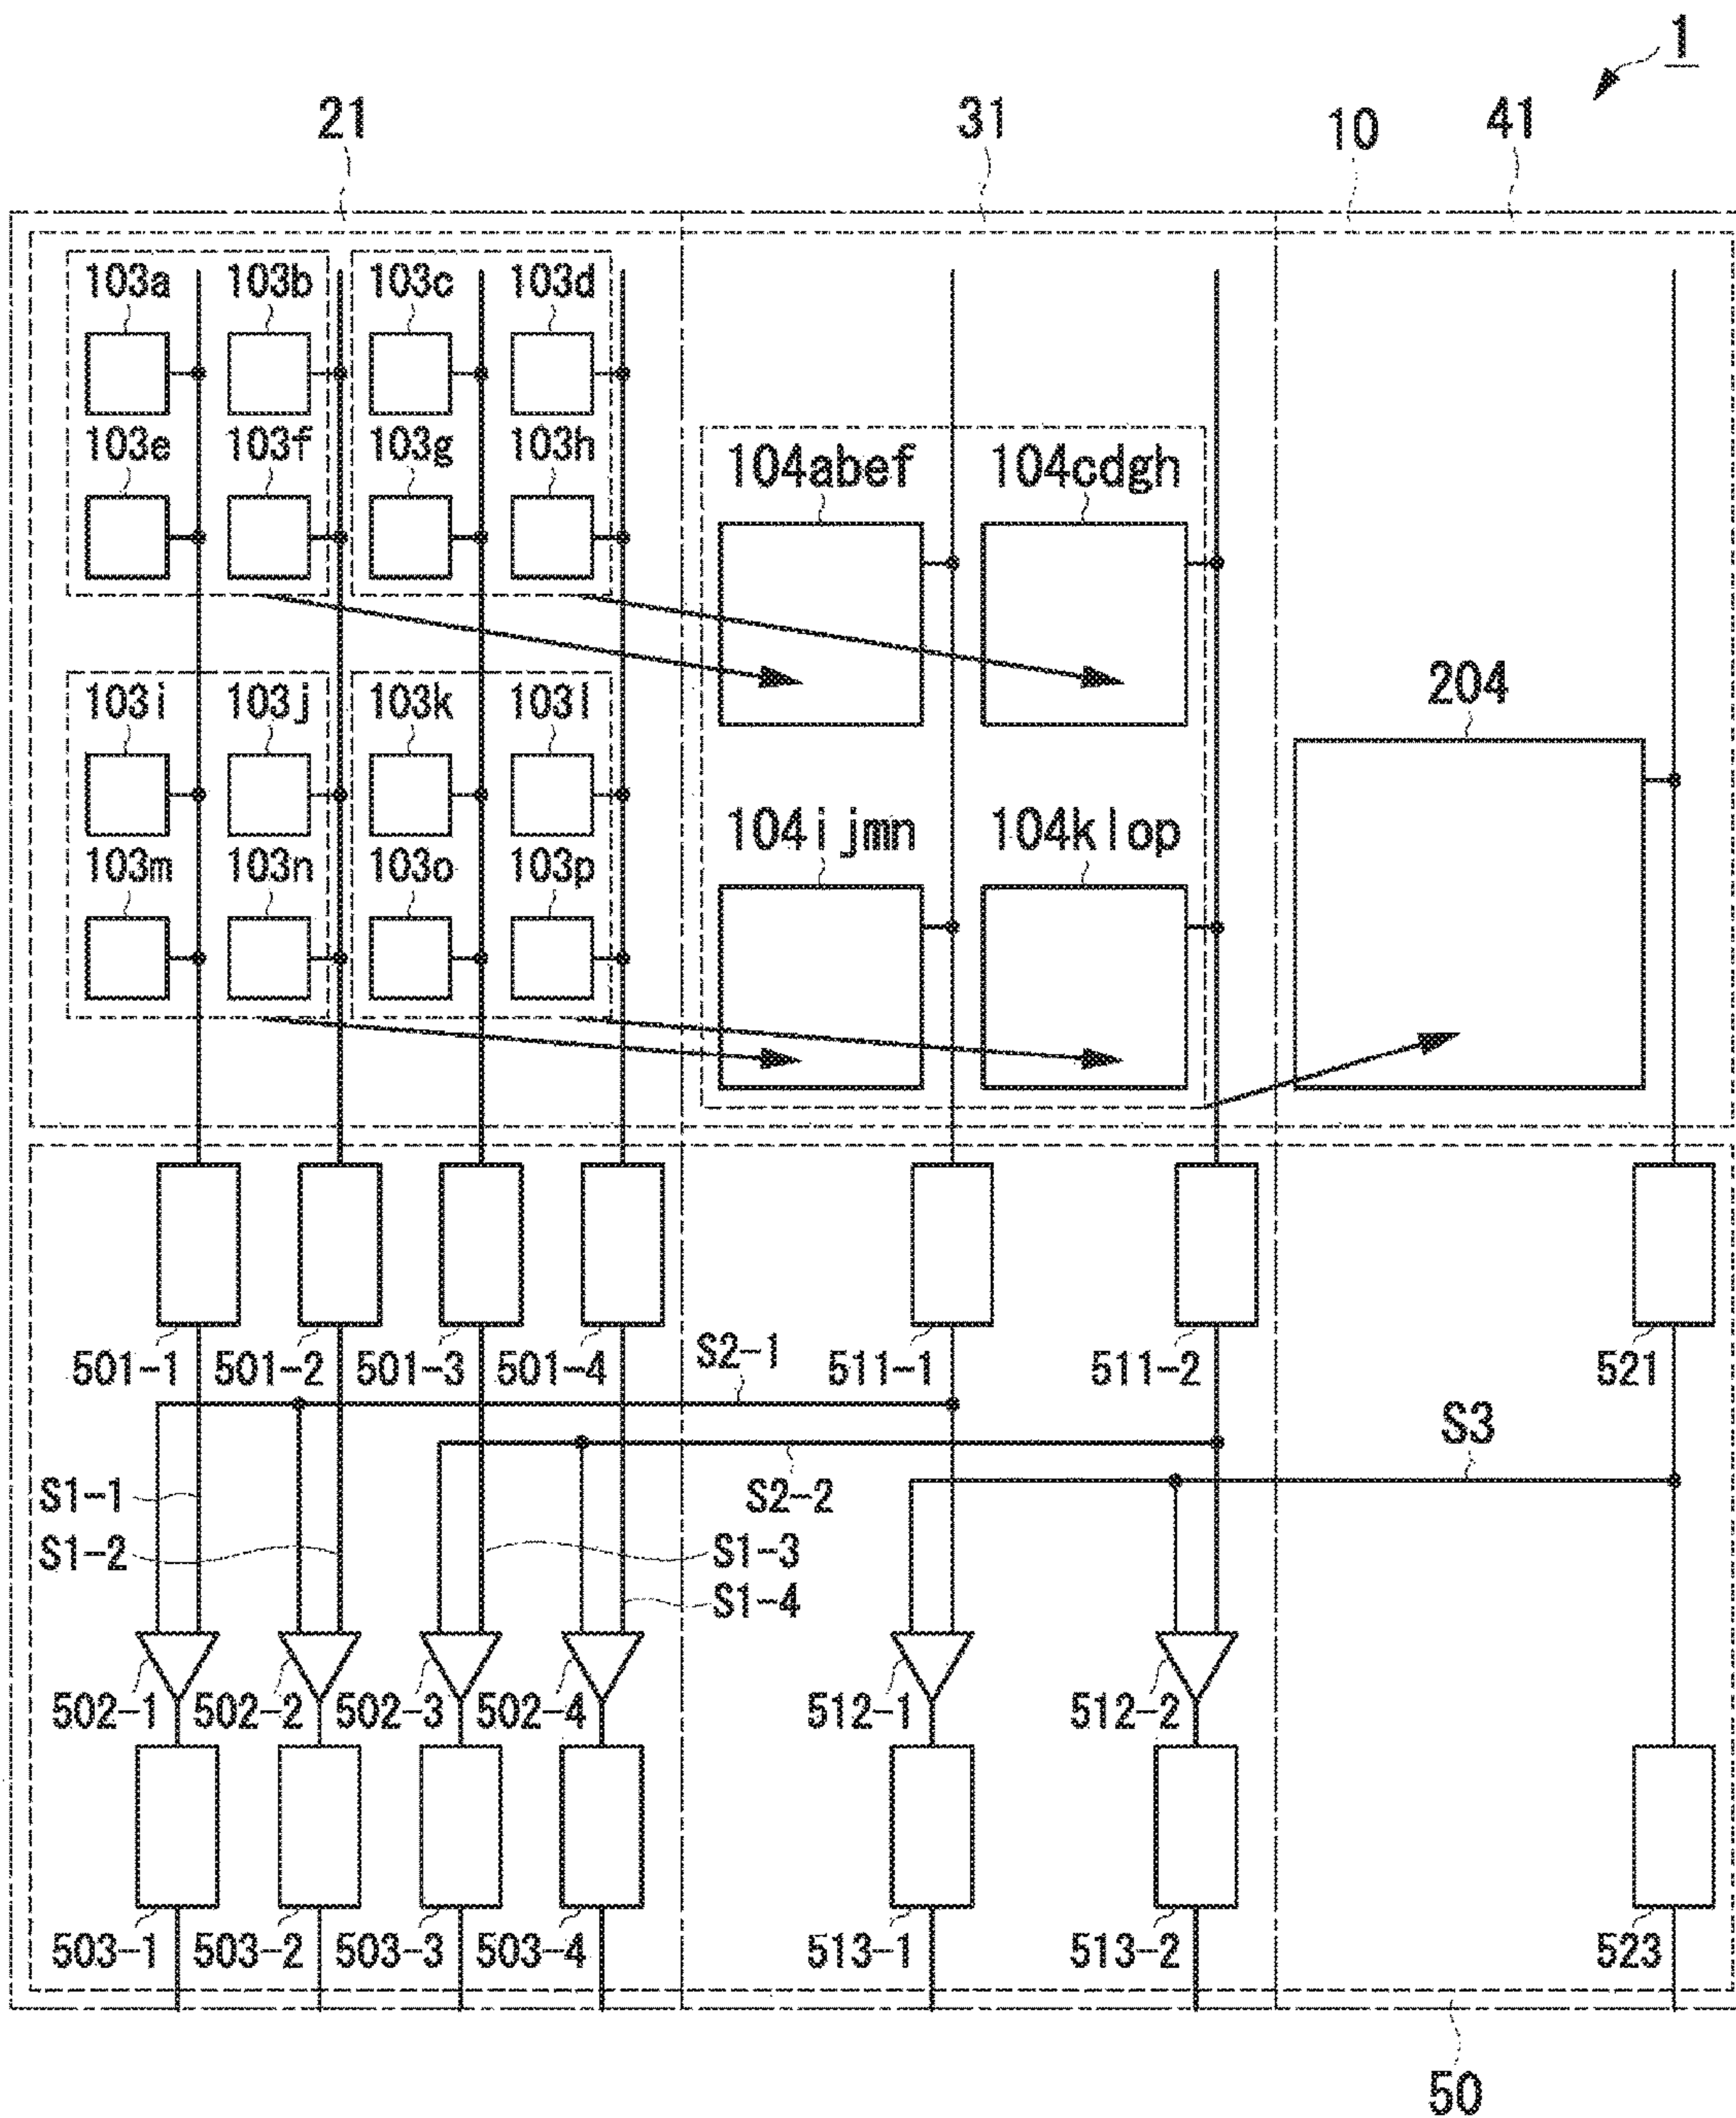 1
21 31 10 41
103a 103b 103c 103d
103e 103f 103g 103h
104abef 104cdgh
204
103i 103j 103k 103l
104ijmn 104klop
103m 103n 103o 103p
S2-1
501-1 501-2 501-3 501-4 511-1 511-2 521
S3
S1-1 S2-2
S1-2 S1-3
S1-4
502-1 502-2 502-3 502-4 512-1 512-2
503-1 503-2 503-3 503-4 513-1 513-2 523
50